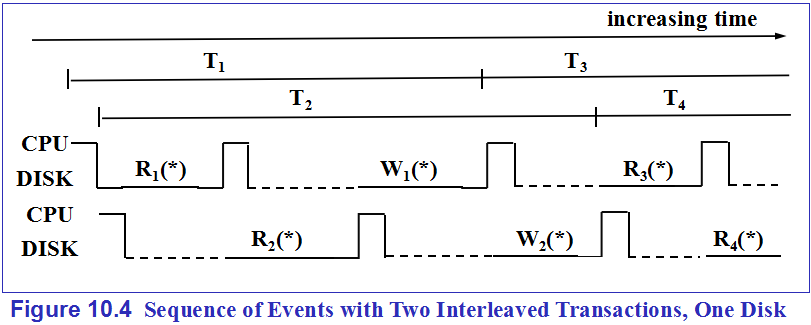 increasing time
T₁ T₃
T₂ T₄
CPU
DISK R₁(*) W₁(*) R₃(*)
CPU
DISK R₂(*) W₂(*) R₄(*)
Figure 10.4 Sequence of Events with Two Interleaved Transactions, One Disk